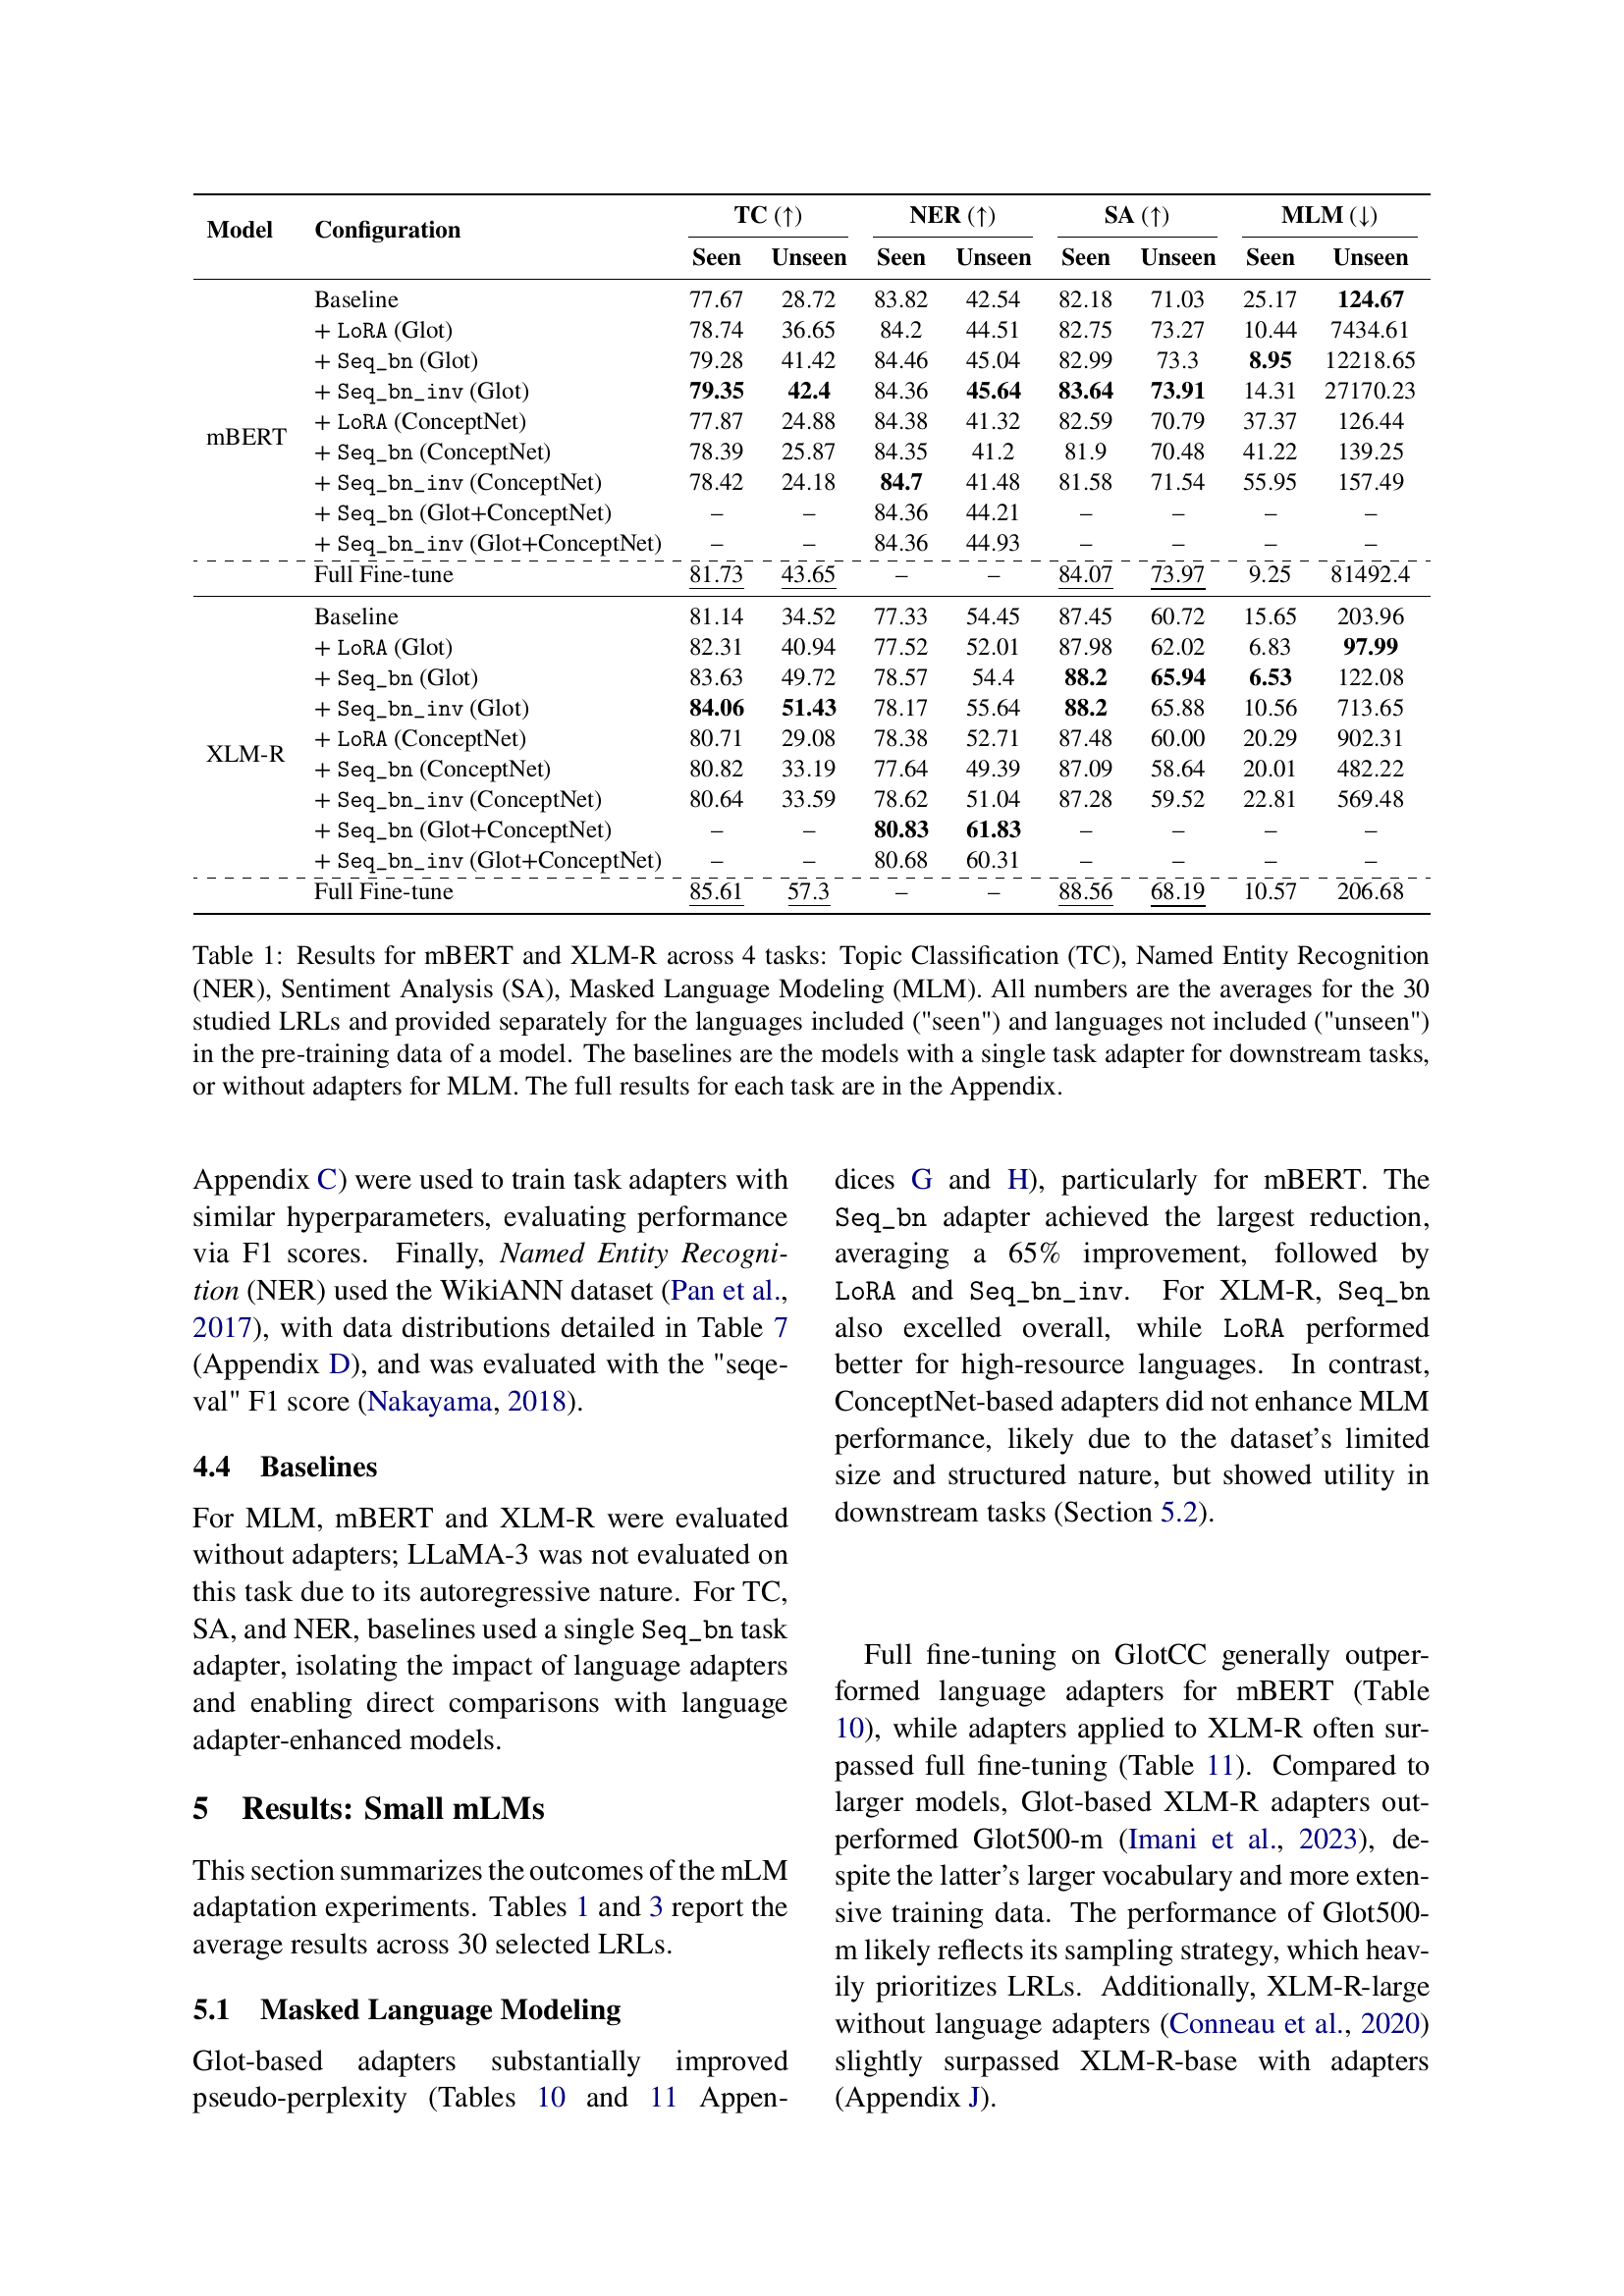 Model Configuration TC (↑) NER (↑) SA (↑) MLM (↓)
Seen Unseen Seen Unseen Seen Unseen Seen Unseen
mBERT
Baseline 77.67 28.72 83.82 42.54 82.18 71.03 25.17 124.67
+ LoRA (Glot) 78.74 36.65 84.2 44.51 82.75 73.27 10.44 7434.61
+ Seq_bn (Glot) 79.28 41.42 84.46 45.04 82.99 73.3 8.95 12218.65
+ Seq_bn_inv (Glot) 79.35 42.4 84.36 45.64 83.64 73.91 14.31 27170.23
+ LoRA (ConceptNet) 77.87 24.88 84.38 41.32 82.59 70.79 37.37 126.44
+ Seq_bn (ConceptNet) 78.39 25.87 84.35 41.2 81.9 70.48 41.22 139.25
+ Seq_bn_inv (ConceptNet) 78.42 24.18 84.7 41.48 81.58 71.54 55.95 157.49
+ Seq_bn (Glot+ConceptNet) – – 84.36 44.21 – – – –
+ Seq_bn_inv (Glot+ConceptNet) – – 84.36 44.93 – – – –
Full Fine-tune 81.73 43.65 – – 84.07 73.97 9.25 81492.4
XLM-R
Baseline 81.14 34.52 77.33 54.45 87.45 60.72 15.65 203.96
+ LoRA (Glot) 82.31 40.94 77.52 52.01 87.98 62.02 6.83 97.99
+ Seq_bn (Glot) 83.63 49.72 78.57 54.4 88.2 65.94 6.53 122.08
+ Seq_bn_inv (Glot) 84.06 51.43 78.17 55.64 88.2 65.88 10.56 713.65
+ LoRA (ConceptNet) 80.71 29.08 78.38 52.71 87.48 60.00 20.29 902.31
+ Seq_bn (ConceptNet) 80.82 33.19 77.64 49.39 87.09 58.64 20.01 482.22
+ Seq_bn_inv (ConceptNet) 80.64 33.59 78.62 51.04 87.28 59.52 22.81 569.48
+ Seq_bn (Glot+ConceptNet) – – 80.83 61.83 – – – –
+ Seq_bn_inv (Glot+ConceptNet) – – 80.68 60.31 – – – –
Full Fine-tune 85.61 57.3 – – 88.56 68.19 10.57 206.68
Table 1: Results for mBERT and XLM-R across 4 tasks: Topic Classification (TC), Named Entity Recognition
(NER), Sentiment Analysis (SA), Masked Language Modeling (MLM). All numbers are the averages for the 30
studied LRLs and provided separately for the languages included ("seen") and languages not included ("unseen")
in the pre-training data of a model. The baselines are the models with a single task adapter for downstream tasks,
or without adapters for MLM. The full results for each task are in the Appendix.
Appendix C) were used to train task adapters with
similar hyperparameters, evaluating performance
via F1 scores. Finally, Named Entity Recogni-
tion (NER) used the WikiANN dataset (Pan et al.,
2017), with data distributions detailed in Table 7
(Appendix D), and was evaluated with the "seqe-
val" F1 score (Nakayama, 2018).
4.4 Baselines
For MLM, mBERT and XLM-R were evaluated
without adapters; LLaMA-3 was not evaluated on
this task due to its autoregressive nature. For TC,
SA, and NER, baselines used a single Seq_bn task
adapter, isolating the impact of language adapters
and enabling direct comparisons with language
adapter-enhanced models.
5 Results: Small mLMs
This section summarizes the outcomes of the mLM
adaptation experiments. Tables 1 and 3 report the
average results across 30 selected LRLs.
5.1 Masked Language Modeling
Glot-based adapters substantially improved
pseudo-perplexity (Tables 10 and 11 Appen-
dices G and H), particularly for mBERT. The
Seq_bn adapter achieved the largest reduction,
averaging a 65% improvement, followed by
LoRA and Seq_bn_inv. For XLM-R, Seq_bn
also excelled overall, while LoRA performed
better for high-resource languages. In contrast,
ConceptNet-based adapters did not enhance MLM
performance, likely due to the dataset's limited
size and structured nature, but showed utility in
downstream tasks (Section 5.2).
Full fine-tuning on GlotCC generally outper-
formed language adapters for mBERT (Table
10), while adapters applied to XLM-R often sur-
passed full fine-tuning (Table 11). Compared to
larger models, Glot-based XLM-R adapters out-
performed Glot500-m (Imani et al., 2023), de-
spite the latter's larger vocabulary and more exten-
sive training data. The performance of Glot500-
m likely reflects its sampling strategy, which heav-
ily prioritizes LRLs. Additionally, XLM-R-large
without language adapters (Conneau et al., 2020)
slightly surpassed XLM-R-base with adapters
(Appendix J).